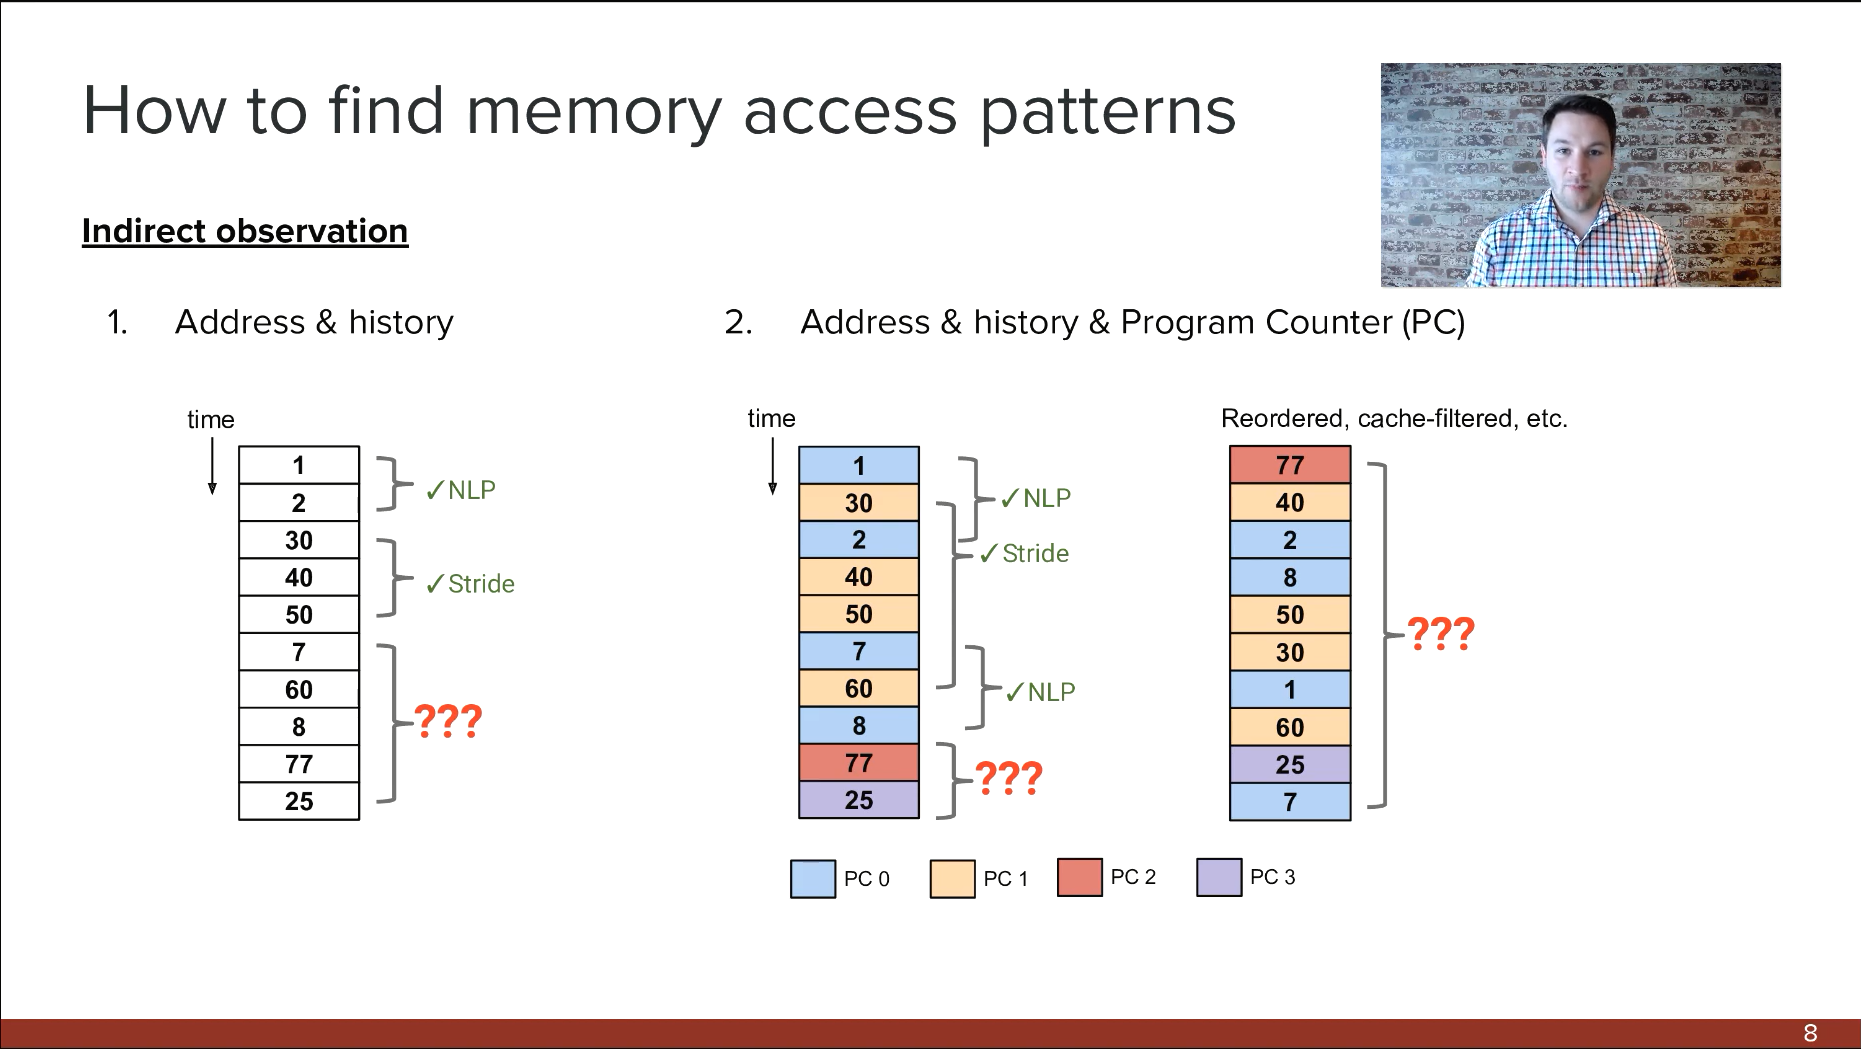 How to find memory access patterns
Indirect observation
1. Address & history
time
1
2
30
40
50
7
60
8
77
25
✓NLP
✓Stride
???
2. Address & history & Program Counter (PC)
time
1
30
2
40
50
7
60
8
77
25
✓NLP
✓Stride
✓NLP
???
Reordered, cache-filtered, etc.
77
40
2
8
50
30
1
60
25
7
???
PC 0
PC 1
PC 2
PC 3
8